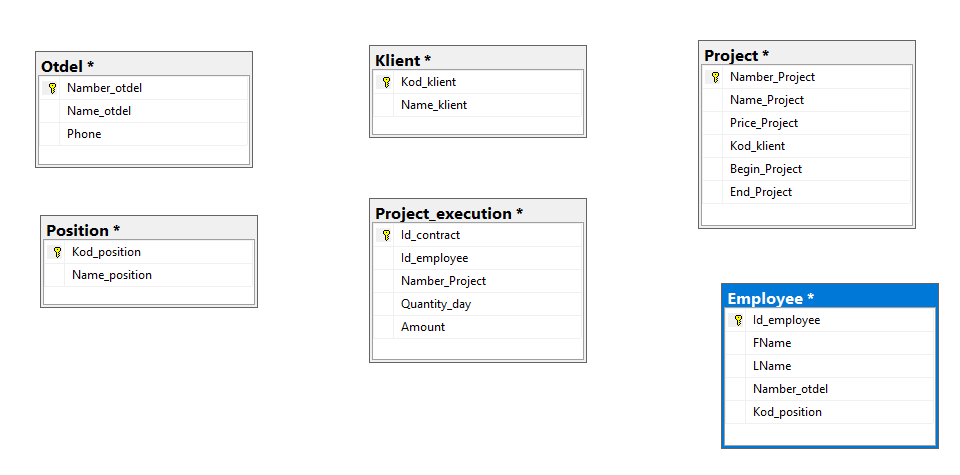 Otdel *
Namber_otdel
Name_otdel
Phone
Klient *
Kod_klient
Name_klient
Project *
Namber_Project
Name_Project
Price_Project
Kod_klient
Begin_Project
End_Project
Position *
Kod_position
Name_position
Project_execution *
Id_contract
Id_employee
Namber_Project
Quantity_day
Amount
Employee *
Id_employee
FName
LName
Namber_otdel
Kod_position